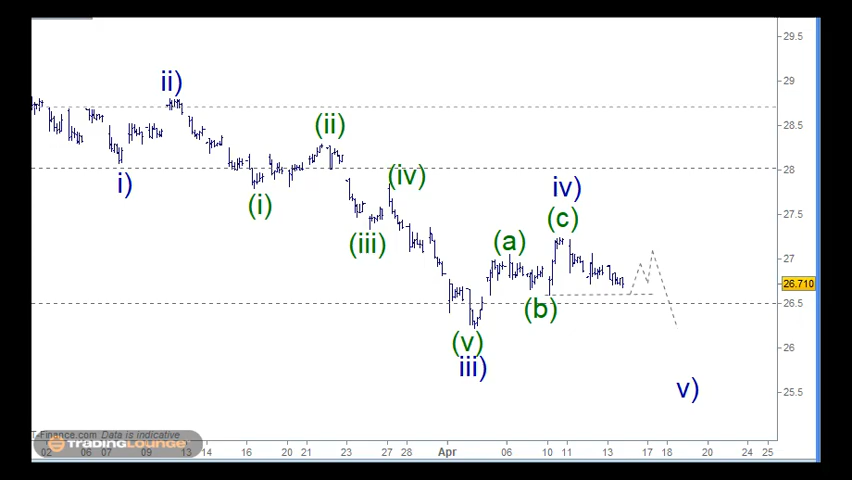 29.5
29
ii)
28.5
(ii)
28
i)
(iv)
iv)
(i)
(c)
27.5
(iii)
(a)
27
26.710
26.5
(b)
(v)
26
iii)
v)
25.5
T-Finance.com Data is indicative
TRADINGLOUNGE
02 06 07 09 13 14 16 20 21 23 27 28 Apr 06 10 11 13 17 18 20 24 25